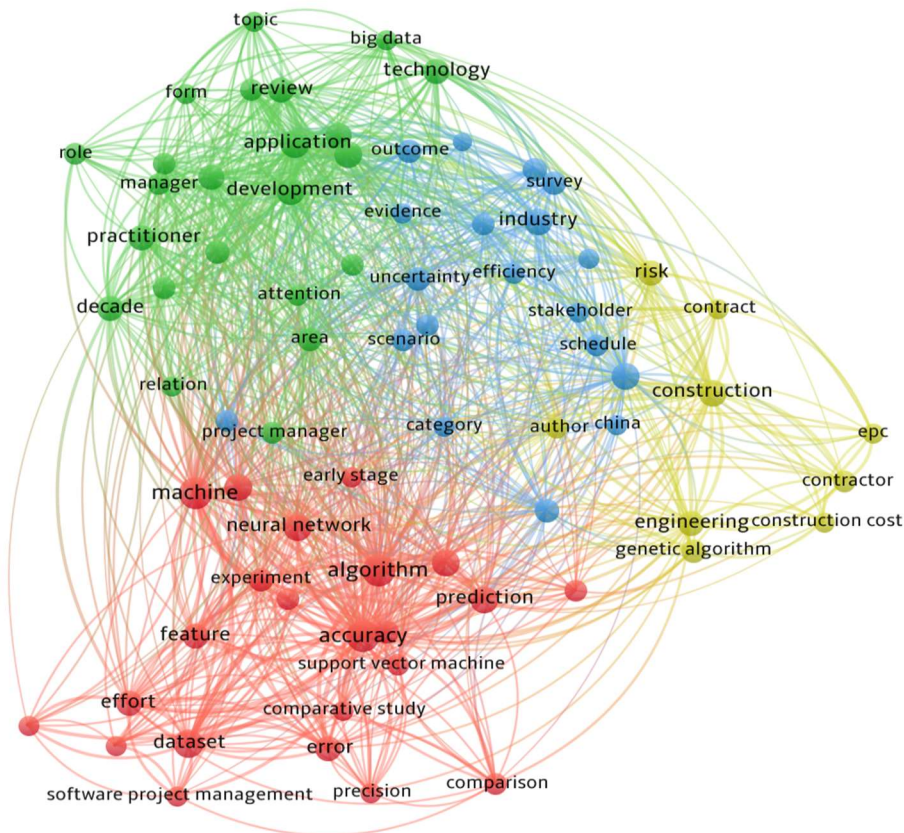 topic
big data
technology
form
review
application
outcome
role
manager
development
survey
evidence
industry
practitioner
uncertainty
efficiency
risk
decade
attention
stakeholder
contract
area
scenario
schedule
relation
construction
project manager
category
author
china
epc
early stage
contractor
machine
neural network
engineering
construction cost
genetic algorithm
algorithm
experiment
prediction
feature
accuracy
support vector machine
effort
comparative study
dataset
error
software project management
precision
comparison